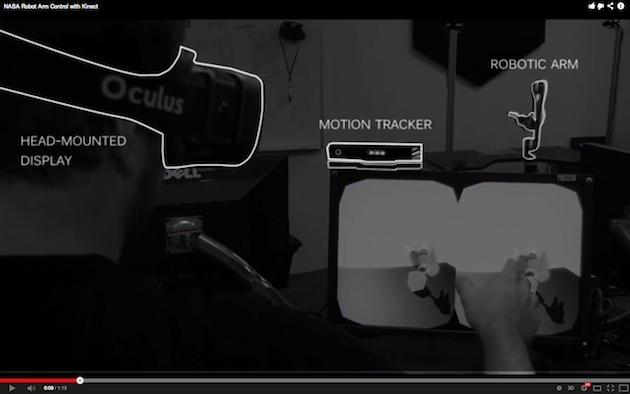 NASA Robot Arm Control with Kinect
Oculus
ROBOTIC ARM
MOTION TRACKER
HEAD-MOUNTED
DISPLAY
DELL
0:09 / 1:13
3D